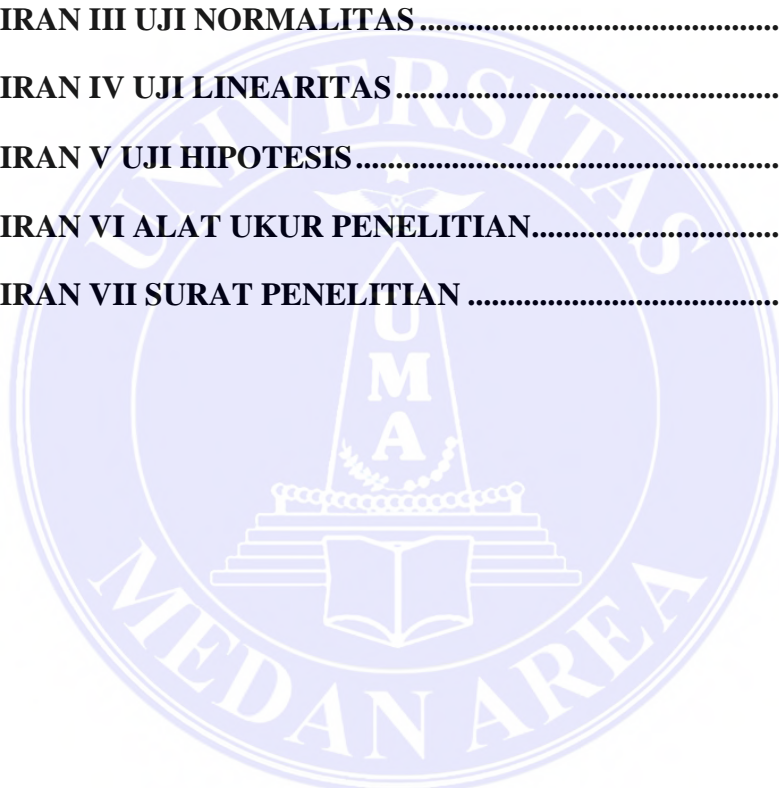 IRAN III UJI NORMALITAS ..............................................
IRAN IV UJI LINEARITAS .................................................
IRAN V UJI HIPOTESIS ......................................................
IRAN VI ALAT UKUR PENELITIAN ................................
IRAN VII SURAT PENELITIAN ........................................
UNIVERSITAS
UMA
MEDAN AREA